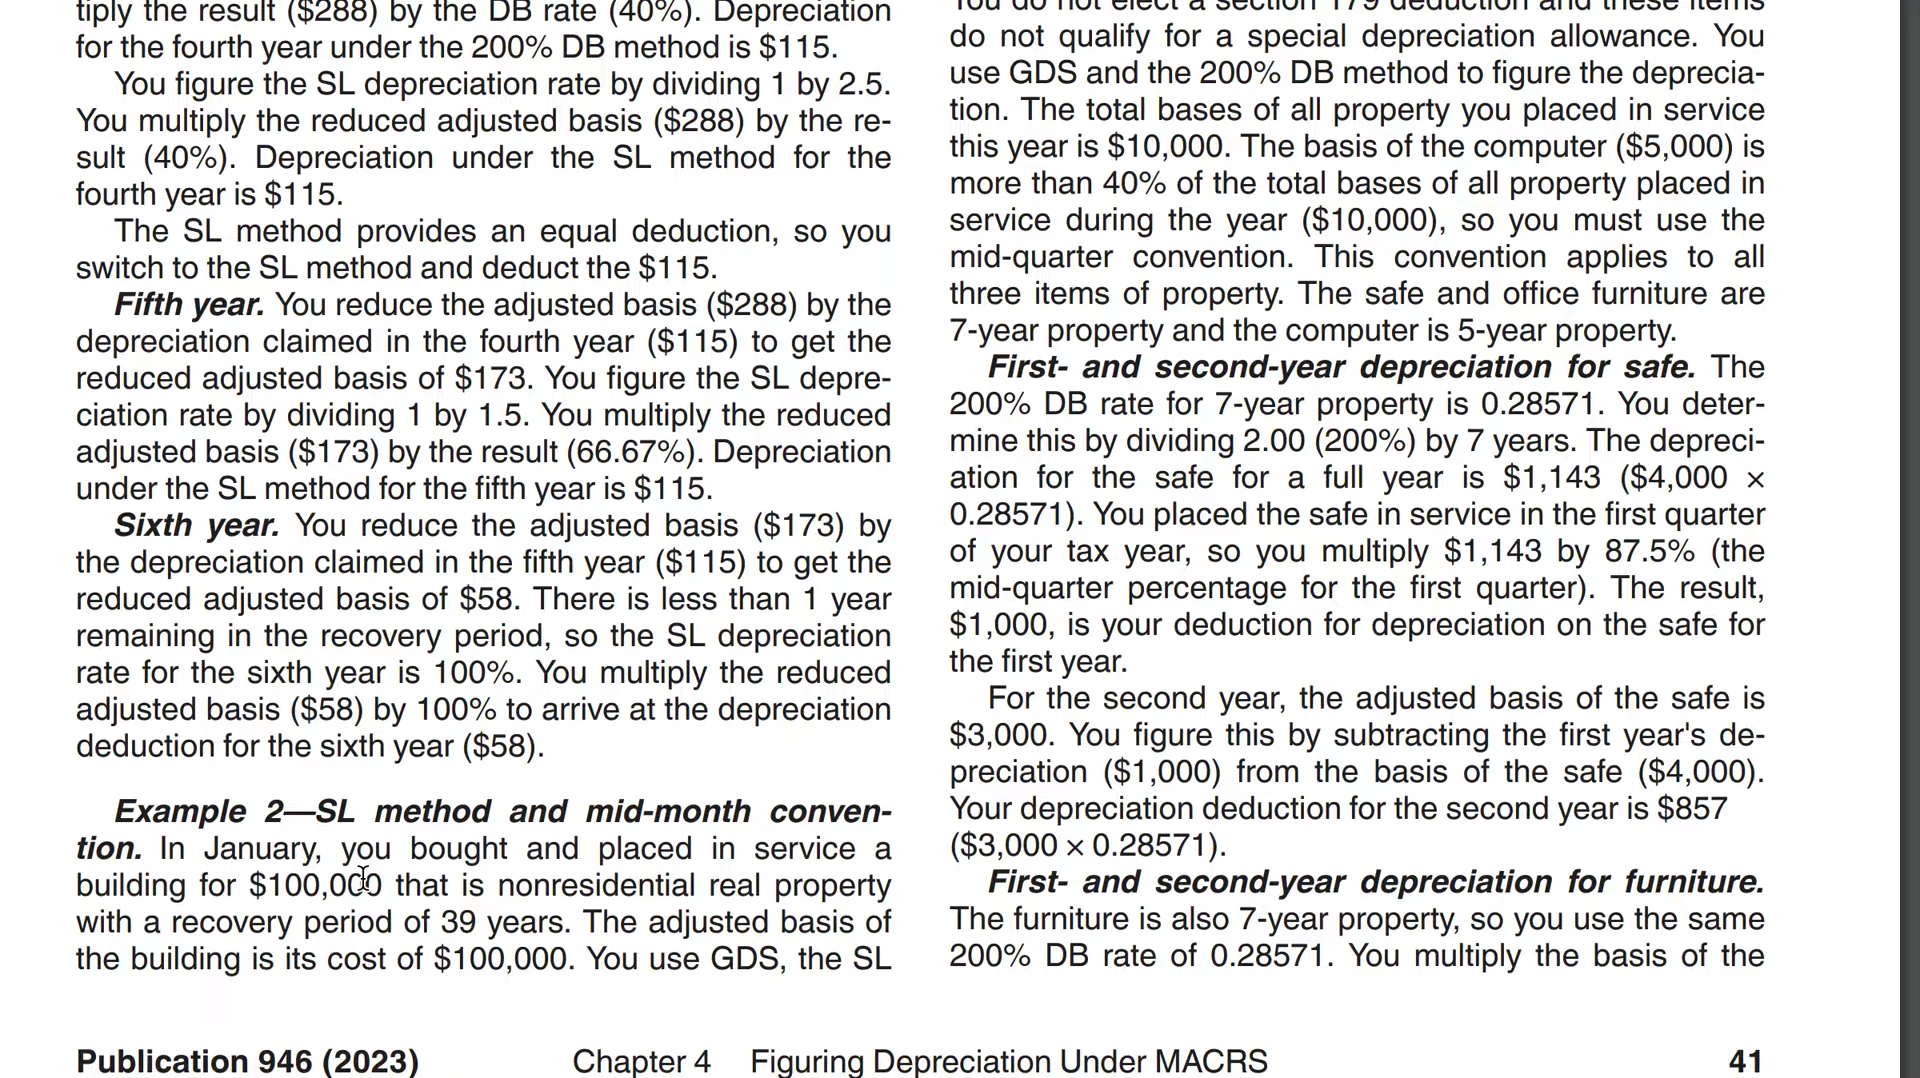 tiply the result ($288) by the DB rate (40%). Depreciation
for the fourth year under the 200% DB method is $115.
You figure the SL depreciation rate by dividing 1 by 2.5.
You multiply the reduced adjusted basis ($288) by the re-
sult (40%). Depreciation under the SL method for the
fourth year is $115.
The SL method provides an equal deduction, so you
switch to the SL method and deduct the $115.
Fifth year. You reduce the adjusted basis ($288) by the
depreciation claimed in the fourth year ($115) to get the
reduced adjusted basis of $173. You figure the SL depre-
ciation rate by dividing 1 by 1.5. You multiply the reduced
adjusted basis ($173) by the result (66.67%). Depreciation
under the SL method for the fifth year is $115.
Sixth year. You reduce the adjusted basis ($173) by
the depreciation claimed in the fifth year ($115) to get the
reduced adjusted basis of $58. There is less than 1 year
remaining in the recovery period, so the SL depreciation
rate for the sixth year is 100%. You multiply the reduced
adjusted basis ($58) by 100% to arrive at the depreciation
deduction for the sixth year ($58).
Example 2—SL method and mid-month conven-
tion. In January, you bought and placed in service a
building for $100,000 that is nonresidential real property
with a recovery period of 39 years. The adjusted basis of
the building is its cost of $100,000. You use GDS, the SL
You do not elect a section 179 deduction and these items
do not qualify for a special depreciation allowance. You
use GDS and the 200% DB method to figure the deprecia-
tion. The total bases of all property you placed in service
this year is $10,000. The basis of the computer ($5,000) is
more than 40% of the total bases of all property placed in
service during the year ($10,000), so you must use the
mid-quarter convention. This convention applies to all
three items of property. The safe and office furniture are
7-year property and the computer is 5-year property.
First- and second-year depreciation for safe. The
200% DB rate for 7-year property is 0.28571. You deter-
mine this by dividing 2.00 (200%) by 7 years. The depreci-
ation for the safe for a full year is $1,143 ($4,000 ×
0.28571). You placed the safe in service in the first quarter
of your tax year, so you multiply $1,143 by 87.5% (the
mid-quarter percentage for the first quarter). The result,
$1,000, is your deduction for depreciation on the safe for
the first year.
For the second year, the adjusted basis of the safe is
$3,000. You figure this by subtracting the first year's de-
preciation ($1,000) from the basis of the safe ($4,000).
Your depreciation deduction for the second year is $857
($3,000 × 0.28571).
First- and second-year depreciation for furniture.
The furniture is also 7-year property, so you use the same
200% DB rate of 0.28571. You multiply the basis of the
Publication 946 (2023) Chapter 4 Figuring Depreciation Under MACRS 41